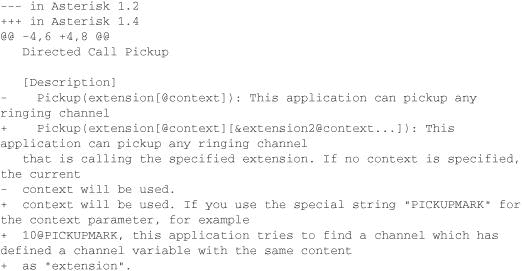 --- in Asterisk 1.2
+++ in Asterisk 1.4
@@ -4,6 +4,8 @@
Directed Call Pickup
[Description]
- Pickup(extension[@context]): This application can pickup any
ringing channel
+ Pickup(extension[@context][&extension2@context...]): This
application can pickup any ringing channel
that is calling the specified extension. If no context is specified,
the current
- context will be used.
+ context will be used. If you use the special string "PICKUPMARK" for
the context parameter, for example
+ 10@PICKUPMARK, this application tries to find a channel which has
defined a channel variable with the same content
+ as "extension".